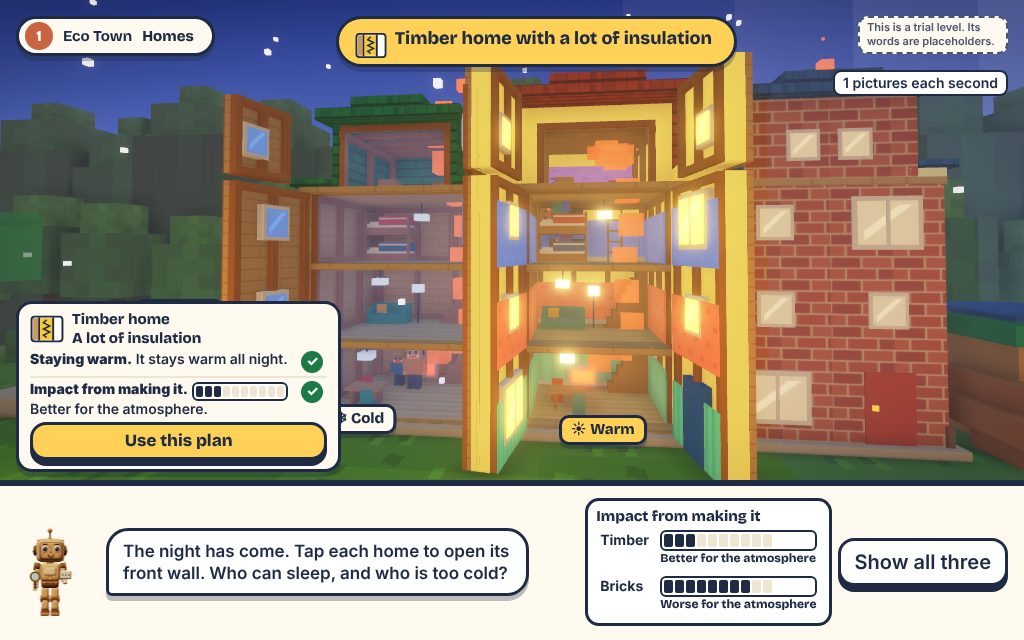 1 Eco Town Homes
Timber home with a lot of insulation
This is a trial level. Its
words are placeholders.
1 pictures each second
Timber home
A lot of insulation
Staying warm. It stays warm all night.
Impact from making it.
Better for the atmosphere.
Use this plan
Cold
Warm
The night has come. Tap each home to open its
front wall. Who can sleep, and who is too cold?
Impact from making it
Timber
Better for the atmosphere
Bricks
Worse for the atmosphere
Show all three